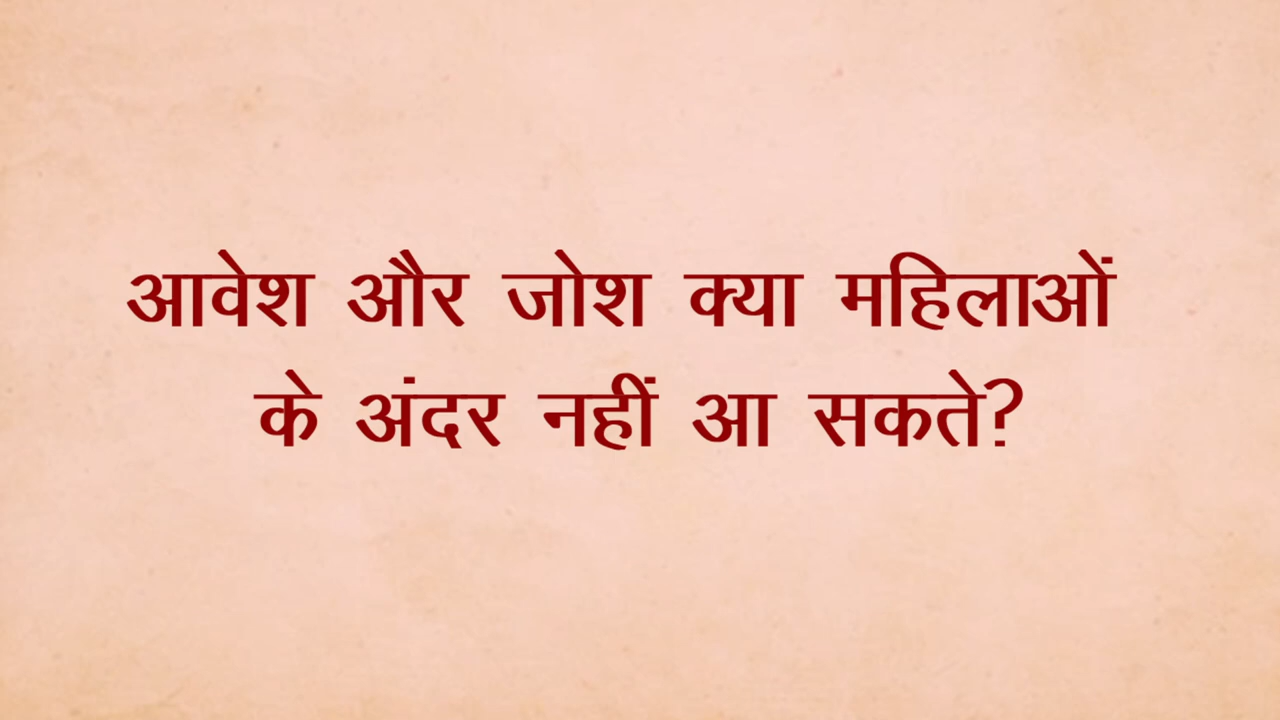 आवेश और जोश क्या महिलाओं
के अंदर नहीं आ सकते?